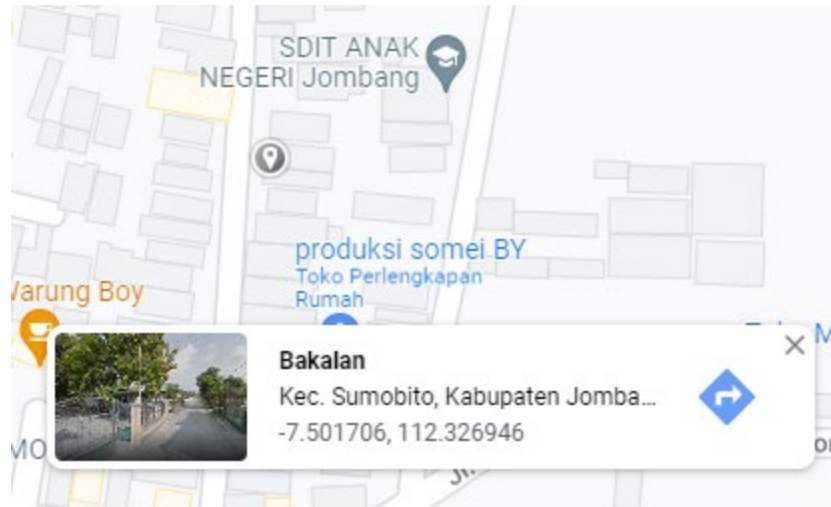 SDIT ANAK
NEGERI Jombang
produksi somei BY
Toko Perlengkapan
Rumah
Warung Boy
Bakalan
Kec. Sumobito, Kabupaten Jomba...
-7.501706, 112.326946